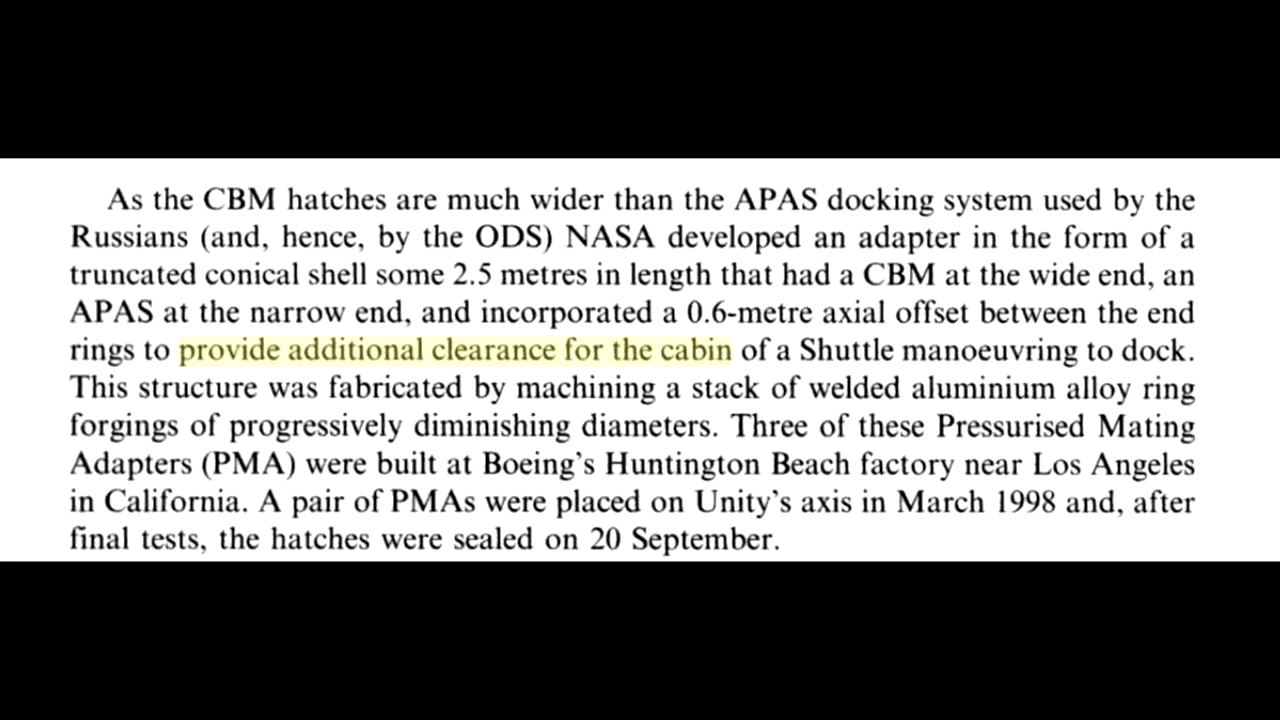 As the CBM hatches are much wider than the APAS docking system used by the
Russians (and, hence, by the ODS) NASA developed an adapter in the form of a
truncated conical shell some 2.5 metres in length that had a CBM at the wide end, an
APAS at the narrow end, and incorporated a 0.6-metre axial offset between the end
rings to provide additional clearance for the cabin of a Shuttle manoeuvring to dock.
This structure was fabricated by machining a stack of welded aluminium alloy ring
forgings of progressively diminishing diameters. Three of these Pressurised Mating
Adapters (PMA) were built at Boeing's Huntington Beach factory near Los Angeles
in California. A pair of PMAs were placed on Unity's axis in March 1998 and, after
final tests, the hatches were sealed on 20 September.